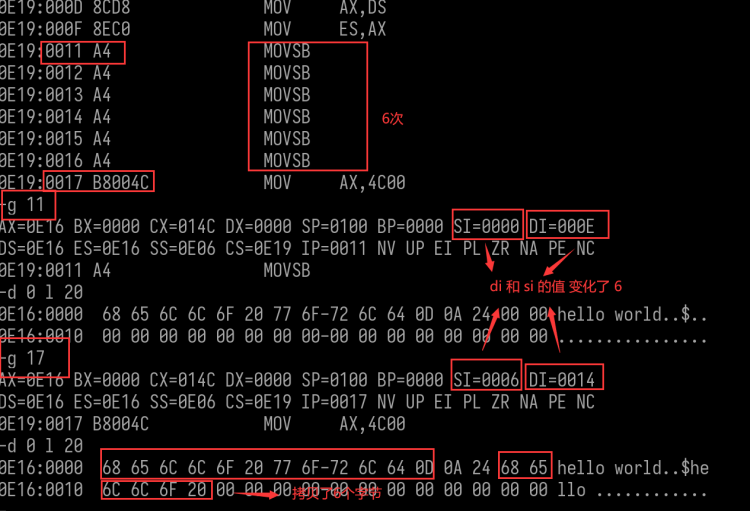 0E19:000D 8CD8 MOV AX,DS
0E19:000F 8EC0 MOV ES,AX
0E19:0011 A4 MOVSB
0E19:0012 A4 MOVSB
0E19:0013 A4 MOVSB
0E19:0014 A4 MOVSB
6次
0E19:0015 A4 MOVSB
0E19:0016 A4 MOVSB
0E19:0017 B8004C MOV AX,4C00
-g 11
AX=0E16 BX=0000 CX=014C DX=0000 SP=0100 BP=0000 SI=0000 DI=000E
DS=0E16 ES=0E16 SS=0E06 CS=0E19 IP=0011 NV UP EI PL ZR NA PE NC
0E19:0011 A4 MOVSB
di 和 si 的值 变化了 6
-d 0 l 20
0E16:0000 68 65 6C 6C 6F 20 77 6F-72 6C 64 0D 0A 24 00 00 hello world..$..
0E16:0010 00 00 00 00 00 00 00 00-00 00 00 00 00 00 00 00 ................
-g 17
AX=0E16 BX=0000 CX=014C DX=0000 SP=0100 BP=0000 SI=0006 DI=0014
DS=0E16 ES=0E16 SS=0E06 CS=0E19 IP=0017 NV UP EI PL ZR NA PE NC
0E19:0017 B8004C MOV AX,4C00
-d 0 l 20
0E16:0000 68 65 6C 6C 6F 20 77 6F-72 6C 64 0D 0A 24 68 65 hello world..$he
0E16:0010 6C 6C 6F 20 00 00 00 00-00 00 00 00 00 00 00 00 llo ............
拷贝了6个字节